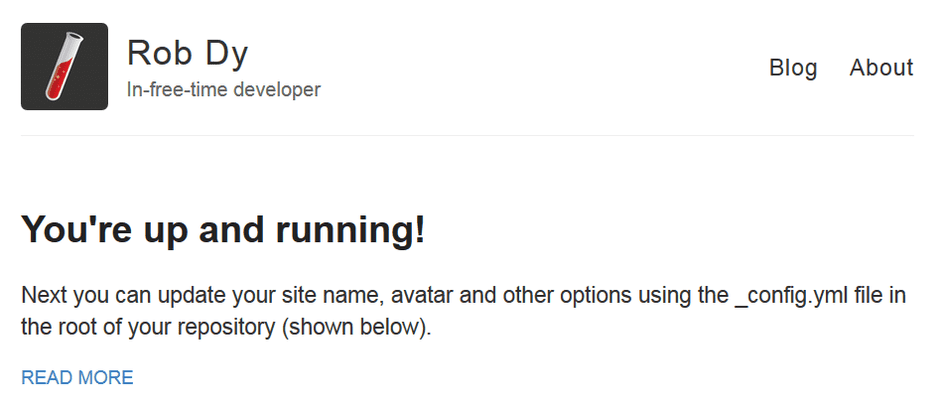 Rob Dy
In-free-time developer
Blog About
You're up and running!
Next you can update your site name, avatar and other options using the _config.yml file in
the root of your repository (shown below).
READ MORE